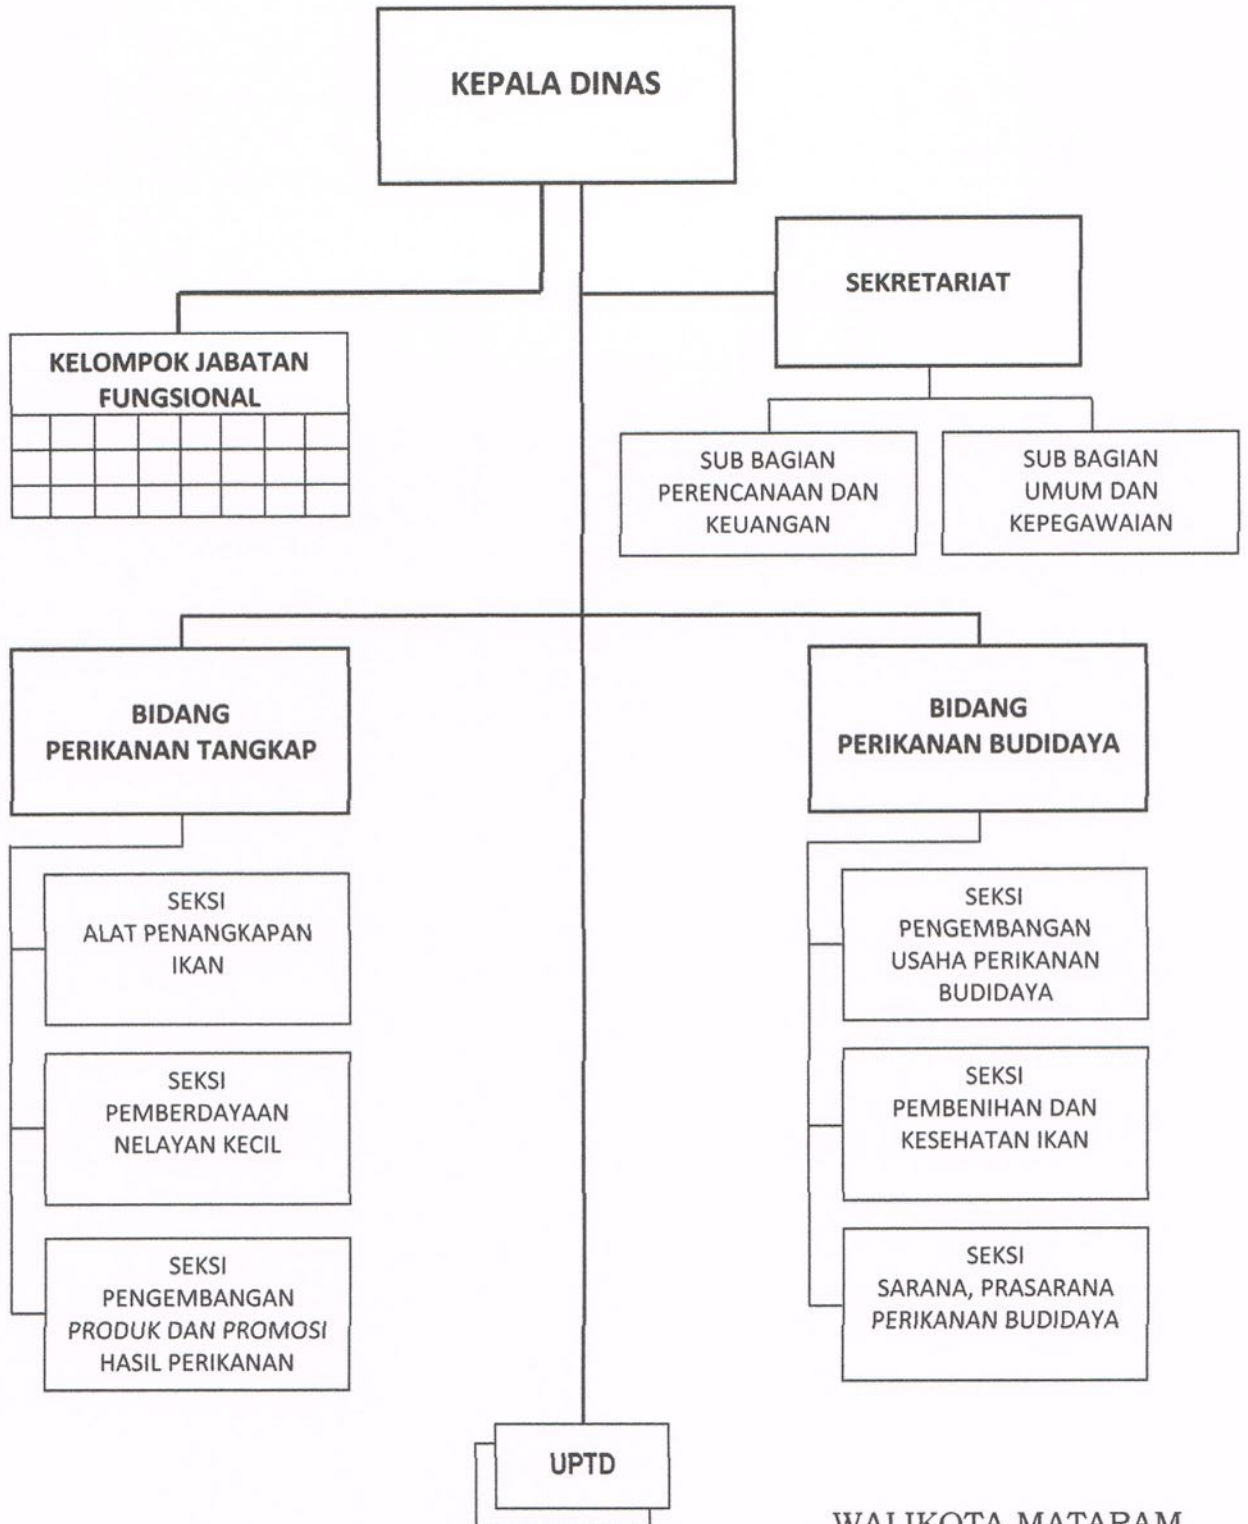 KEPALA DINAS
SEKRETARIAT
KELOMPOK JABATAN
FUNGSIONAL
SUB BAGIAN
PERENCANAAN DAN
KEUANGAN
SUB BAGIAN
UMUM DAN
KEPEGAWAIAN
BIDANG
PERIKANAN TANGKAP
BIDANG
PERIKANAN BUDIDAYA
SEKSI
ALAT PENANGKAPAN
IKAN
SEKSI
PEMBERDAYAAN
NELAYAN KECIL
SEKSI
PENGEMBANGAN
PRODUK DAN PROMOSI
HASIL PERIKANAN
SEKSI
PENGEMBANGAN
USAHA PERIKANAN
BUDIDAYA
SEKSI
PEMBENIHAN DAN
KESEHATAN IKAN
SEKSI
SARANA, PRASARANA
PERIKANAN BUDIDAYA
UPTD
WALIKOTA MATARAM